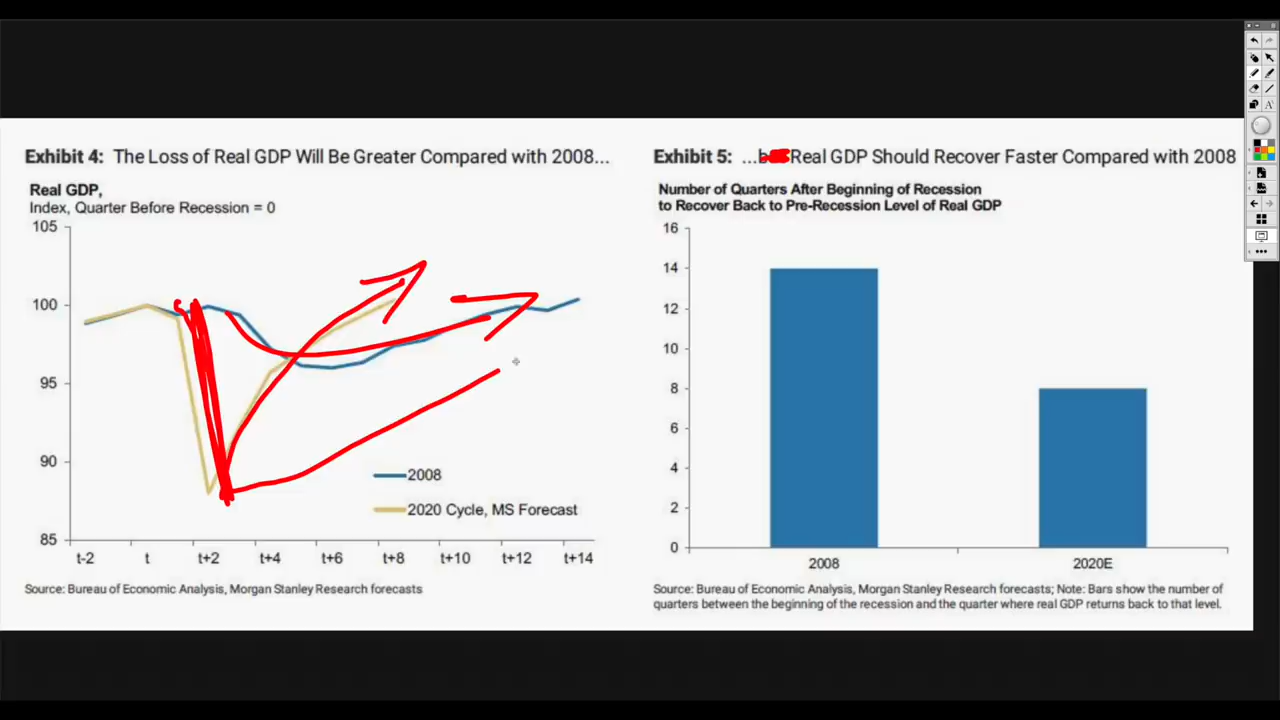 Exhibit 4: The Loss of Real GDP Will Be Greater Compared with 2008...
Real GDP,
Index, Quarter Before Recession = 0
105
100
95
90
85
2008
2020 Cycle, MS Forecast
t-2 t t+2 t+4 t+6 t+8 t+10 t+12 t+14
Source: Bureau of Economic Analysis, Morgan Stanley Research forecasts
Exhibit 5: ... Real GDP Should Recover Faster Compared with 2008
Number of Quarters After Beginning of Recession
to Recover Back to Pre-Recession Level of Real GDP
16
14
12
10
8
6
4
2
0
2008 2020E
Source: Bureau of Economic Analysis, Morgan Stanley Research forecasts; Note: Bars show the number of
quarters between the beginning of the recession and the quarter where real GDP returns back to that level.
A